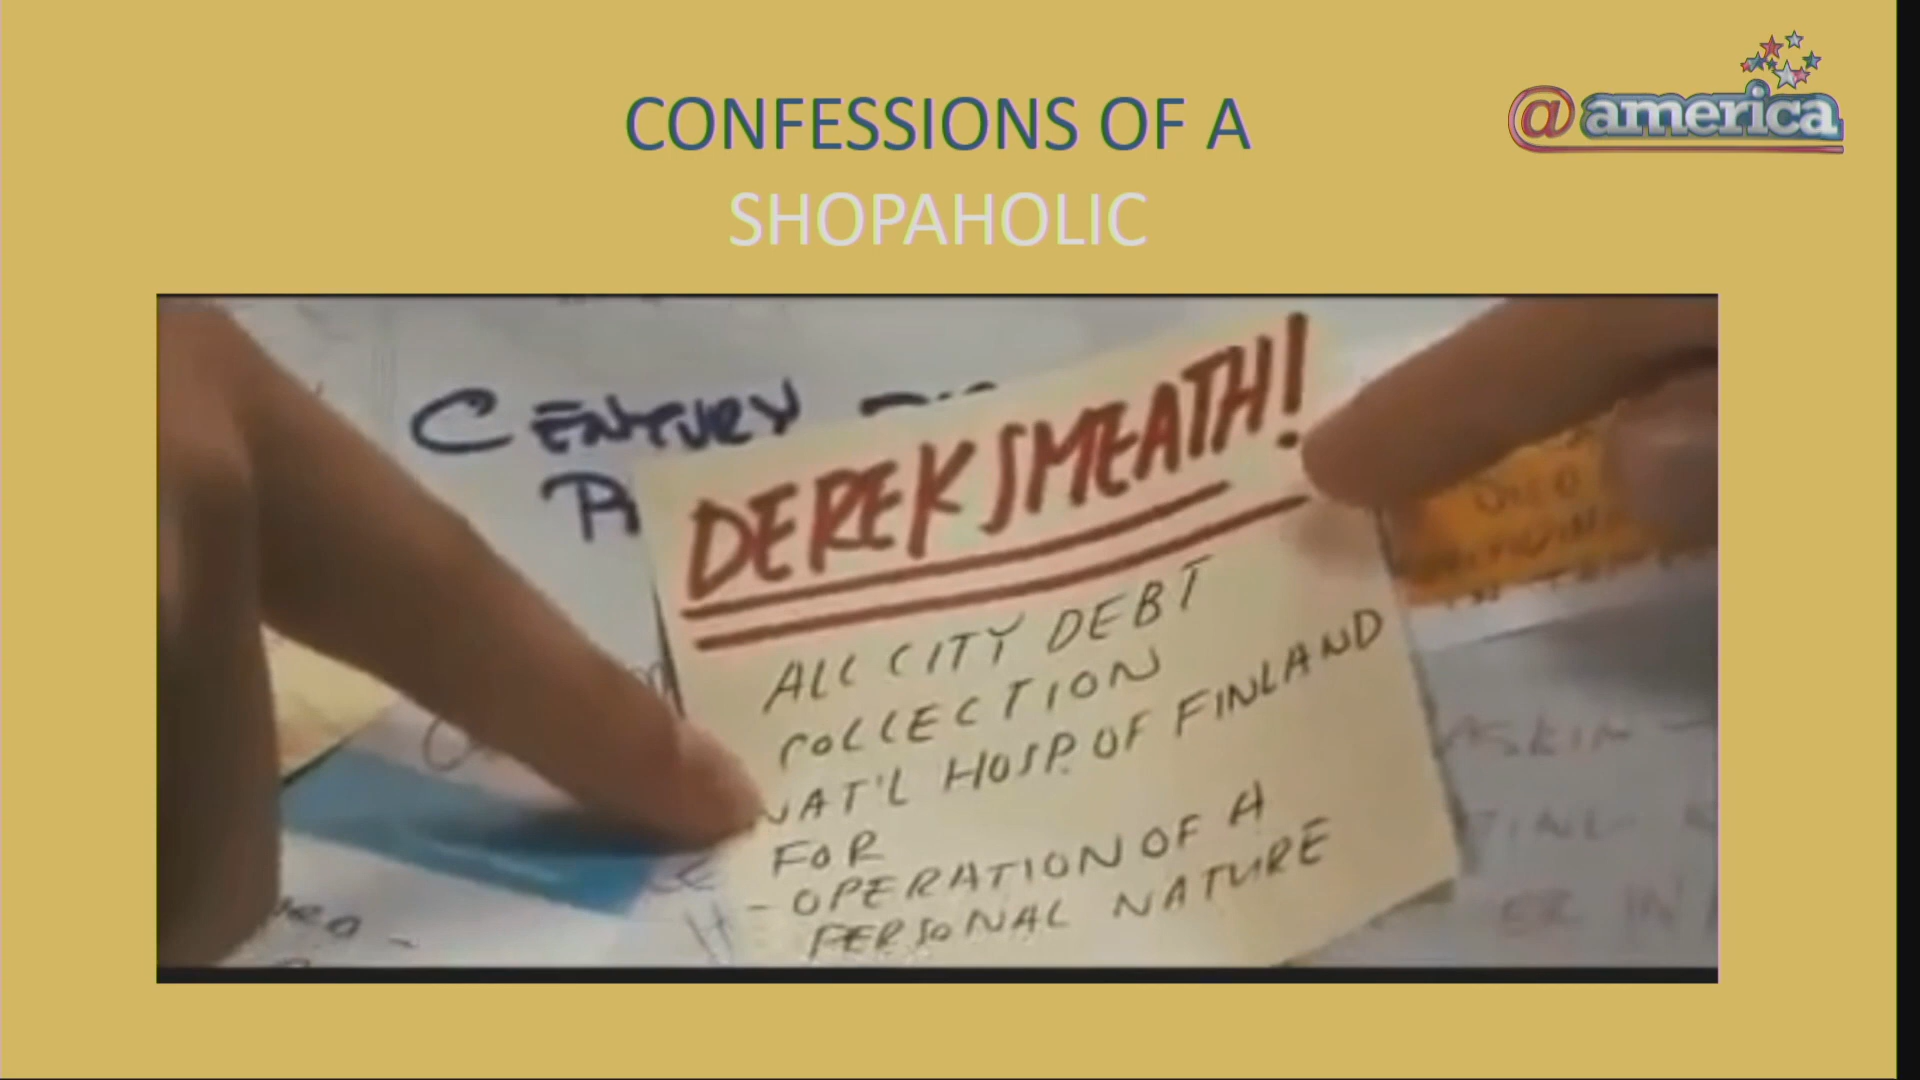 @america
CONFESSIONS OF A
SHOPAHOLIC
CENTURY
DEREK SMEATH!
ALL CITY DEBT
COLLECTION
NAT'L HOSP. OF FINLAND
FOR
- OPERATION OF A
PERSONAL NATURE